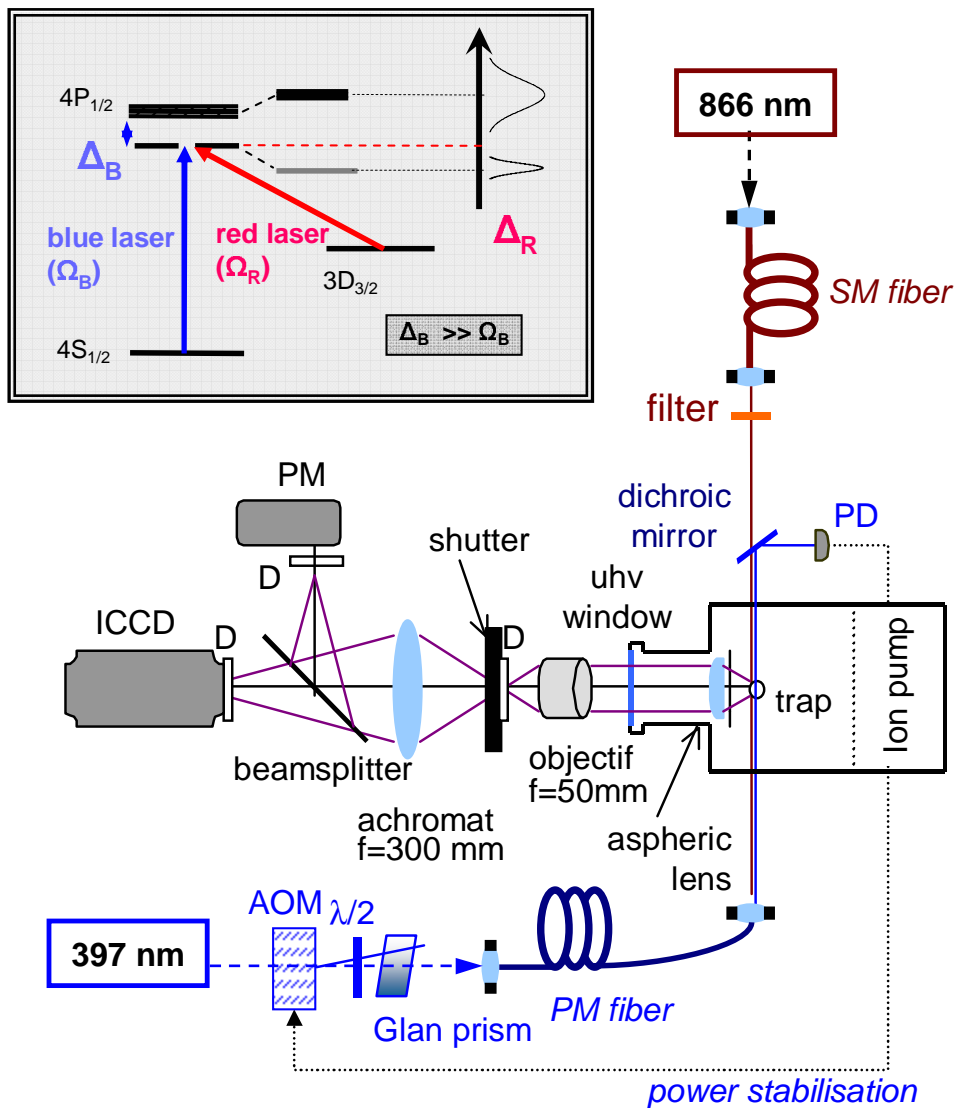 4P1/2
ΔB
blue laser
(ΩB)
red laser
(ΩR)
ΔR
3D3/2
4S1/2
ΔB >> ΩB
866 nm
SM fiber
filter
dichroic
mirror
PD
PM
D
shutter
uhv
window
ICCD
D
D
trap
Ion pump
beamsplitter
objectif
f=50mm
achromat
f=300 mm
aspheric
lens
AOM
λ/2
397 nm
Glan prism
PM fiber
power stabilisation